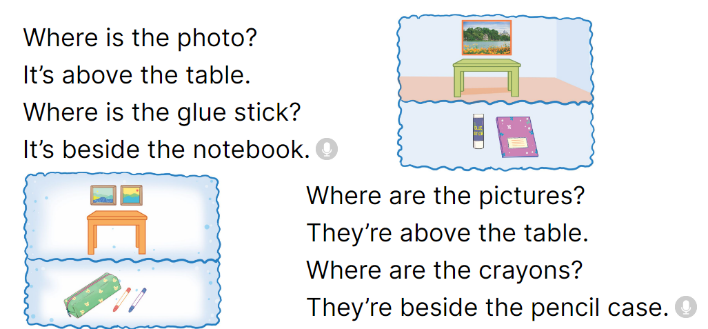 Where is the photo?
It’s above the table.
Where is the glue stick?
It’s beside the notebook.
Where are the pictures?
They’re above the table.
Where are the crayons?
They’re beside the pencil case.